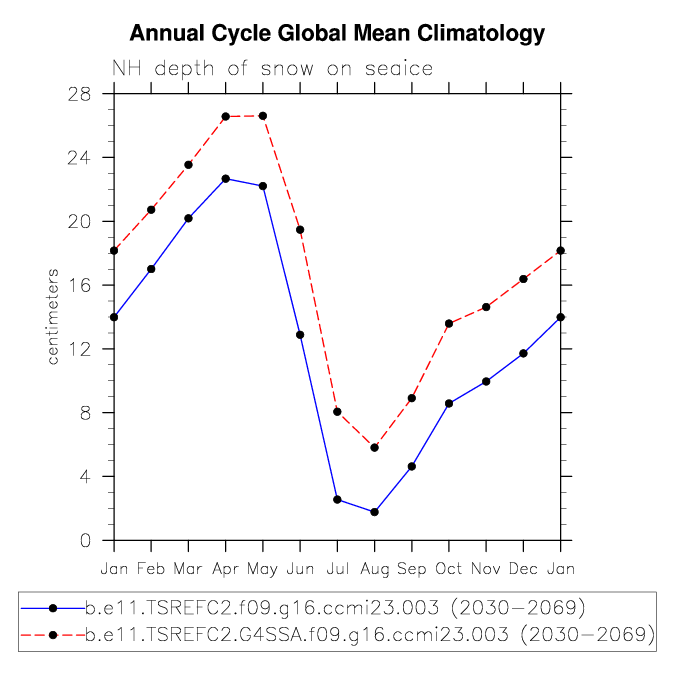 Annual Cycle Global Mean Climatology
NH depth of snow on seaice
28
24
20
16
12
8
4
0
centimeters
Jan Feb Mar Apr May Jun Jul Aug Sep Oct Nov Dec Jan
b.e11.TSREFC2.f09.g16.ccmi23.003 (2030-2069)
b.e11.TSREFC2.G4SSA.f09.g16.ccmi23.003 (2030-2069)